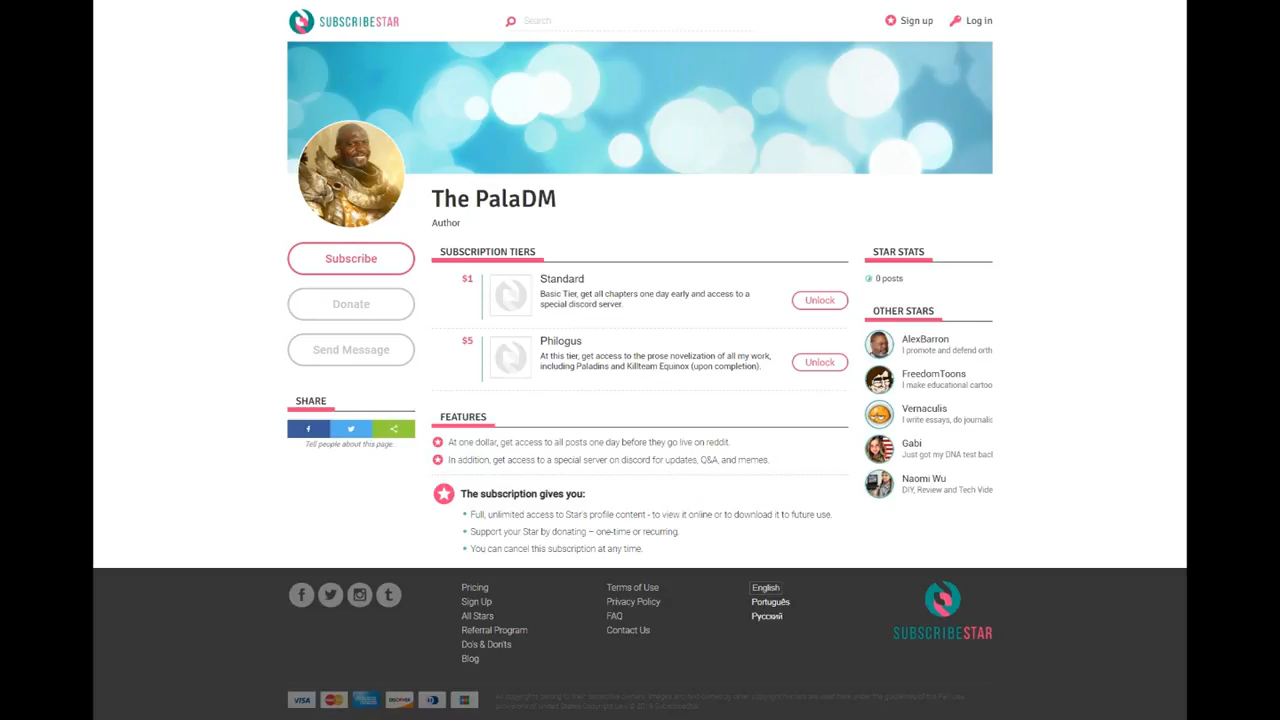 SUBSCRIBESTAR
Search
Sign up
Log in
The PalaDM
Author
Subscribe
Donate
Send Message
SHARE
Tell people about this page...
SUBSCRIPTION TIERS
$1
Standard
Basic Tier, get all chapters one day early and access to a
special discord server.
Unlock
$5
Philogus
At this tier, get access to the prose novelization of all my work,
including Paladins and Killteam Equinox (upon completion).
Unlock
FEATURES
At one dollar, get access to all posts one day before they go live on reddit.
In addition, get access to a special server on discord for updates, Q&A, and memes.
The subscription gives you:
Full, unlimited access to Star's profile content - to view it online or to download it to future use.
Support your Star by donating – one-time or recurring.
You can cancel this subscription at any time.
STAR STATS
0 posts
OTHER STARS
AlexBarron
I promote and defend orth
FreedomToons
I make educational cartoo
Vernaculis
I write essays, do journalis
Gabi
Just got my DNA test back
Naomi Wu
DIY, Review and Tech Vide
Pricing
Sign Up
All Stars
Referral Program
Do's & Don'ts
Blog
Terms of Use
Privacy Policy
FAQ
Contact Us
English
Português
Русский
SUBSCRIBESTAR
VISA
DISCOVER
JCB